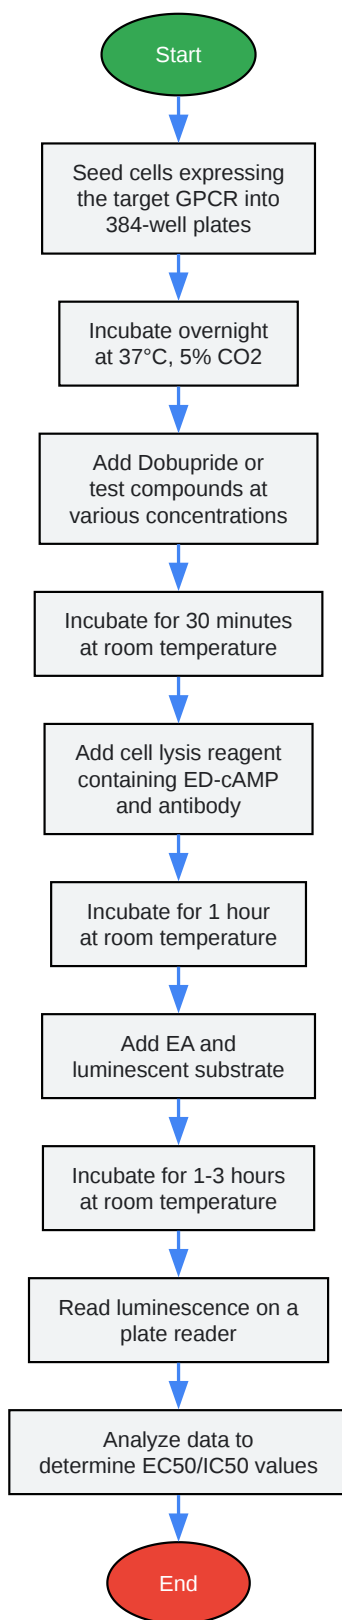 Start
Seed cells expressing
the target GPCR into
384-well plates
Incubate overnight
at 37°C, 5% CO2
Add Dobupride or
test compounds at
various concentrations
Incubate for 30 minutes
at room temperature
Add cell lysis reagent
containing ED-cAMP
and antibody
Incubate for 1 hour
at room temperature
Add EA and
luminescent substrate
Incubate for 1-3 hours
at room temperature
Read luminescence on a
plate reader
Analyze data to
determine EC50/IC50 values
End